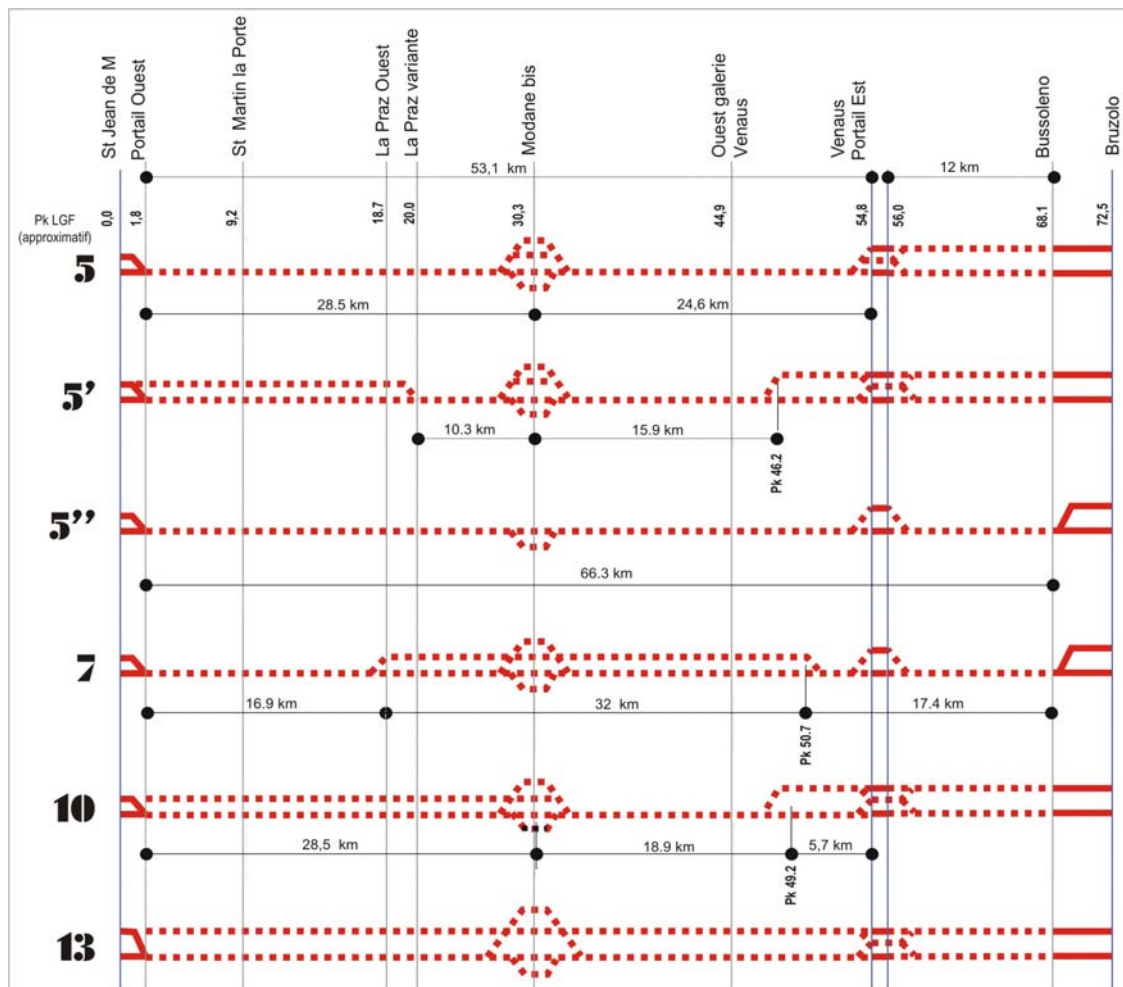 St Jean de M
Portail Ouest
St Martin la Porte
La Praz Ouest
La Praz variante
Modane bis
Ouest galerie
Venaus
Venaus
Portail Est
Bussoleno
Bruzolo
53,1 km
12 km
Pk LGF
(approximatif)
0,0
1,8
9,2
18.7
20.0
30,3
44,9
54,8
56,0
68.1
72,5
5
28.5 km
24,6 km
5’
10.3 km
15.9 km
Pk 46.2
5’’
66.3 km
7
16.9 km
32 km
17.4 km
Pk 50.7
10
28,5 km
18.9 km
5,7 km
Pk 49.2
13